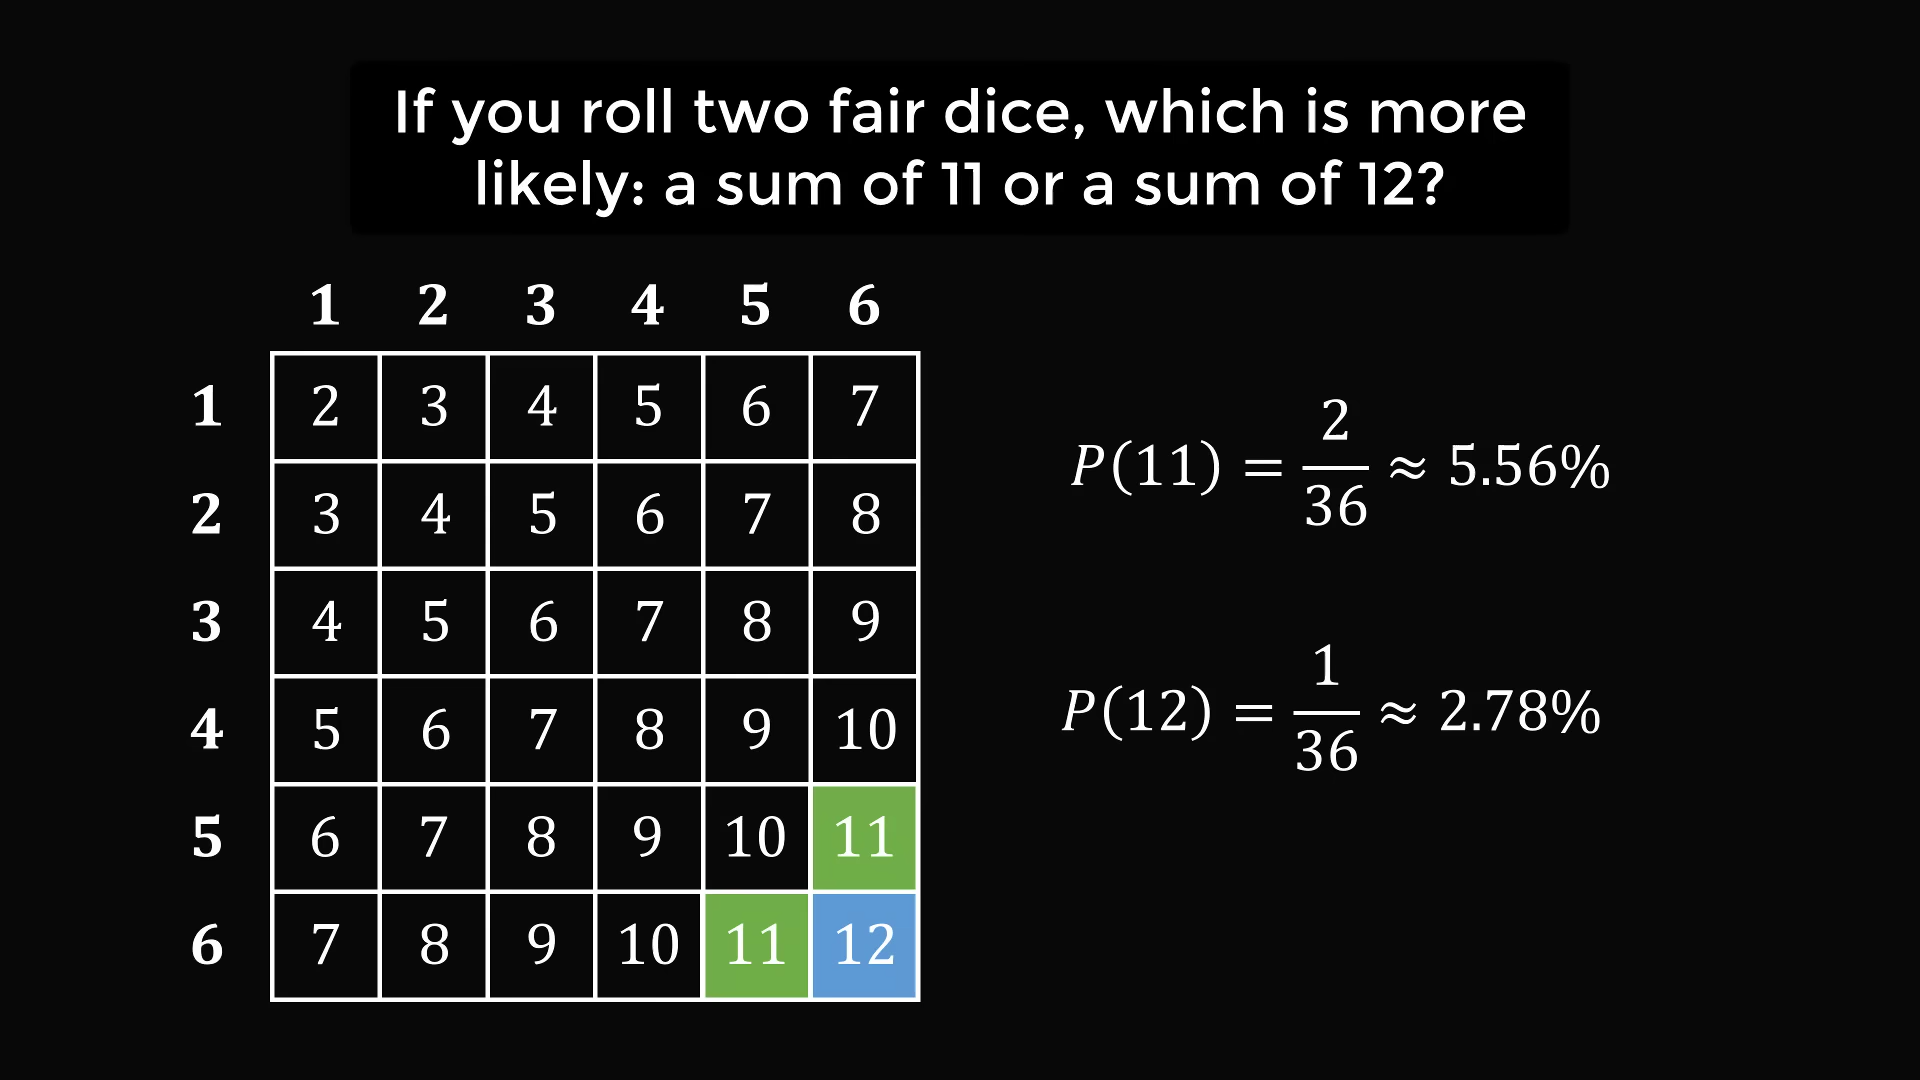 If you roll two fair dice, which is more
likely: a sum of 11 or a sum of 12?
1 2 3 4 5 6
1 2 3 4 5 6 7
2 3 4 5 6 7 8
3 4 5 6 7 8 9
4 5 6 7 8 9 10
5 6 7 8 9 10 11
6 7 8 9 10 11 12
P(11) = 2/36 ≈ 5.56%
P(12) = 1/36 ≈ 2.78%